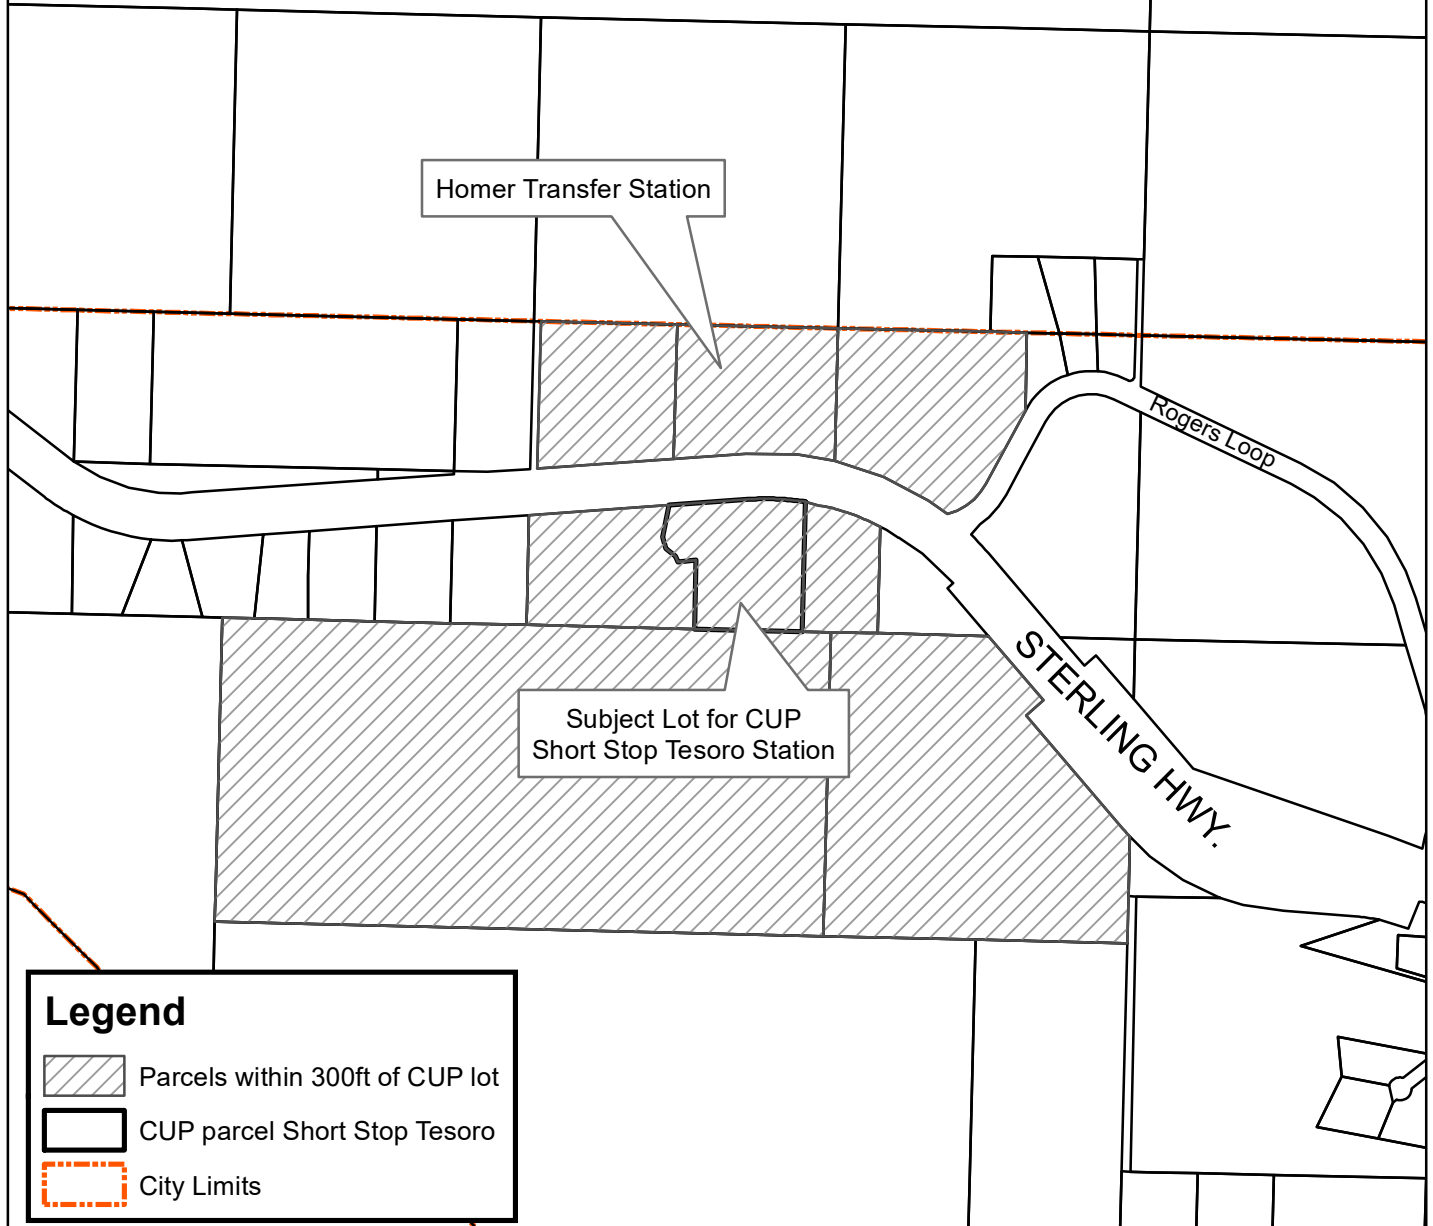 Homer Transfer Station
Rogers Loop
STERLING HWY.
Subject Lot for CUP
Short Stop Tesoro Station
Legend
Parcels within 300ft of CUP lot
CUP parcel Short Stop Tesoro
City Limits